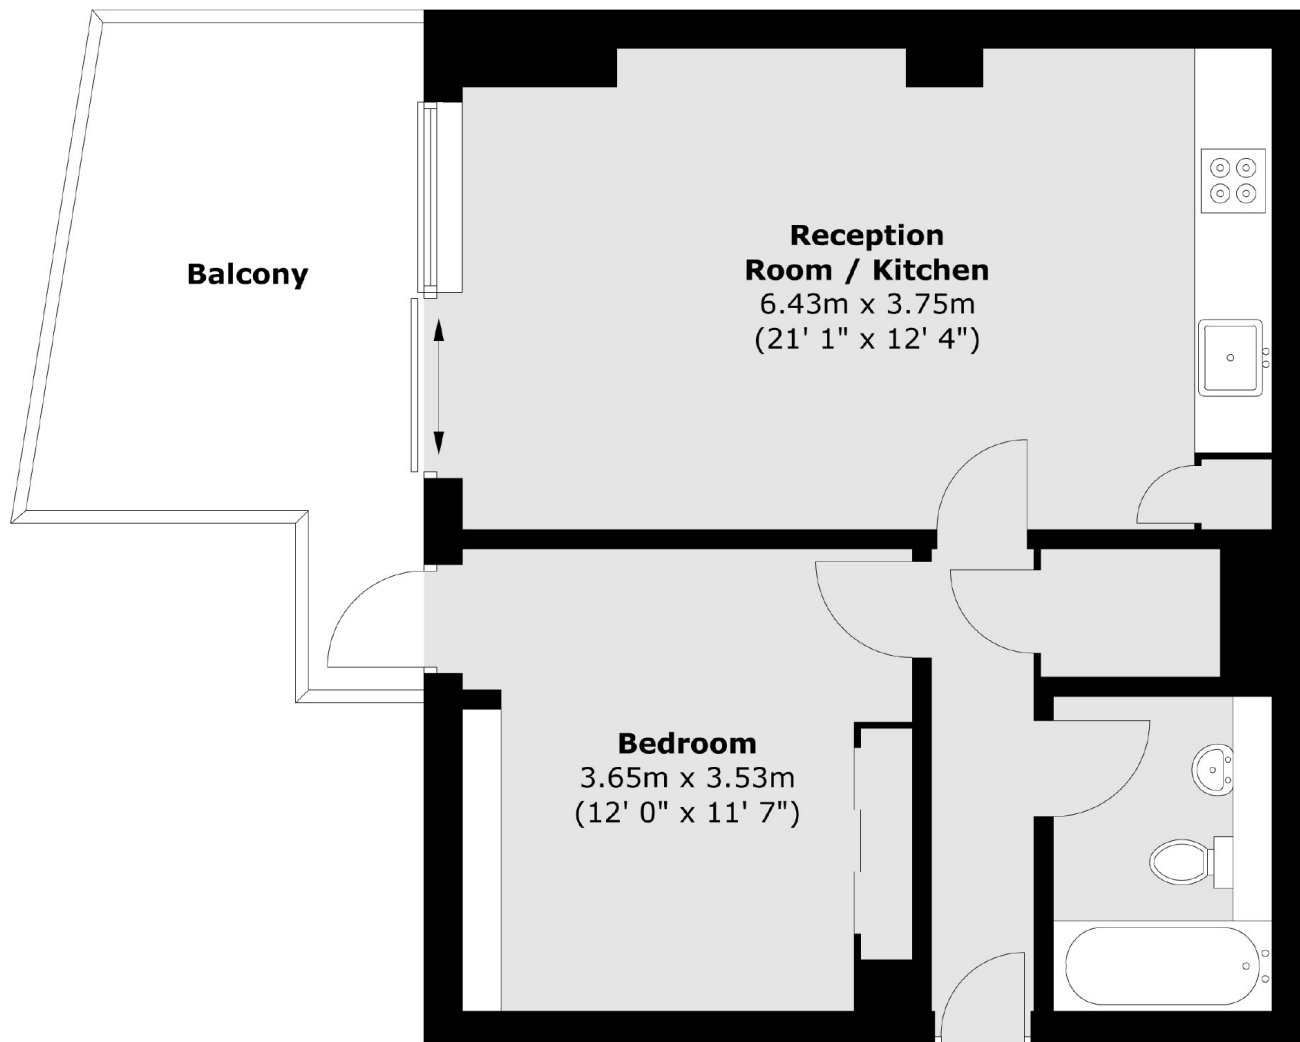 Balcony
Reception
Room / Kitchen
6.43m x 3.75m
(21' 1" x 12' 4")
Bedroom
3.65m x 3.53m
(12' 0" x 11' 7")